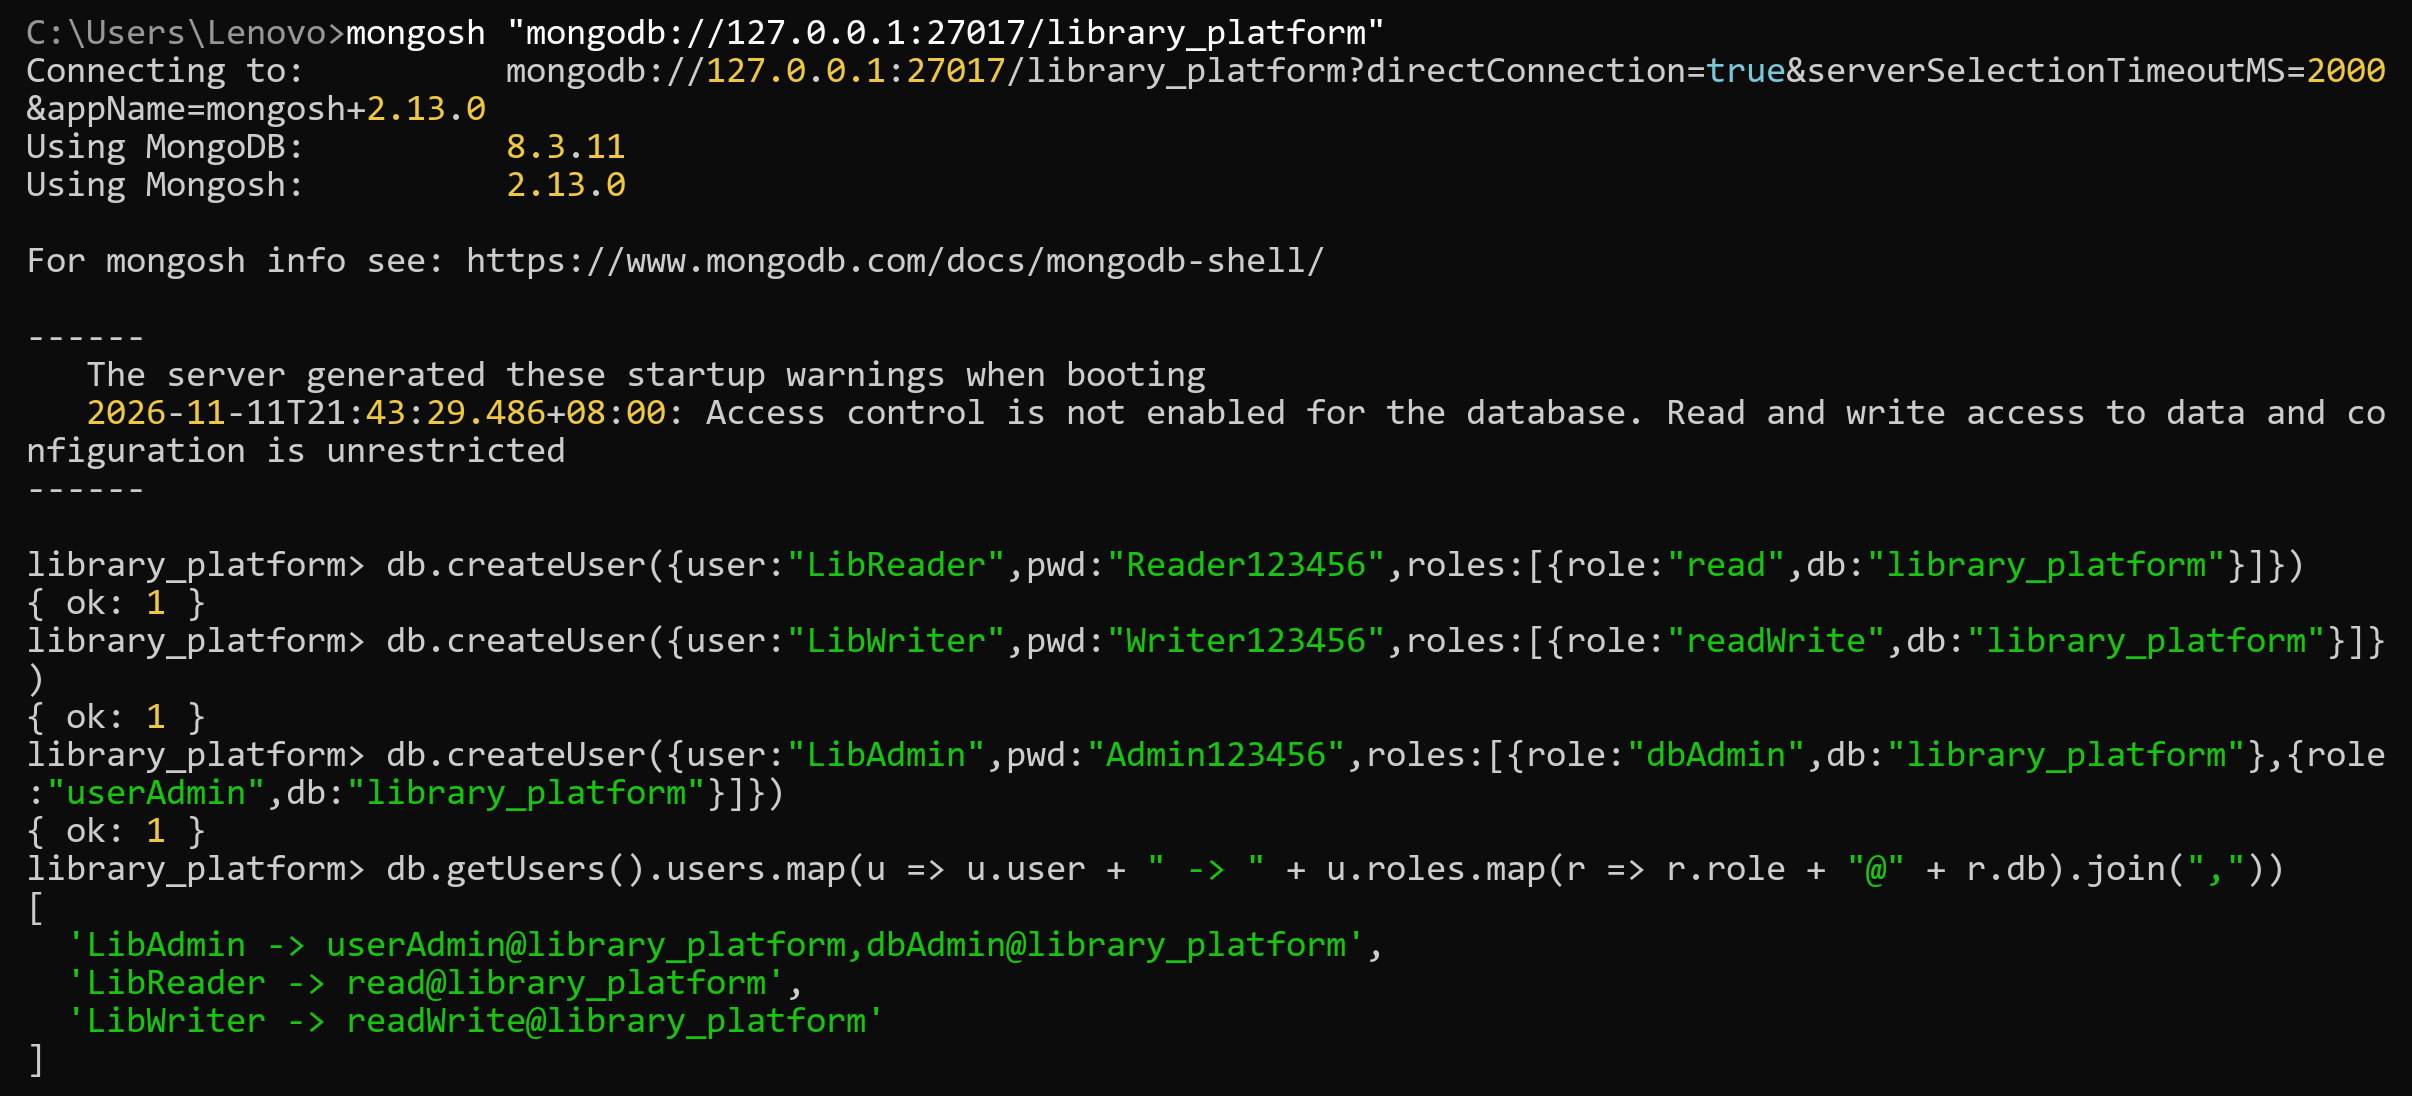 C:\Users\Lenovo>mongosh "mongodb://127.0.0.1:27017/library_platform"
Connecting to:          mongodb://127.0.0.1:27017/library_platform?directConnection=true&serverSelectionTimeoutMS=2000
&appName=mongosh+2.13.0
Using MongoDB:          8.3.11
Using Mongosh:          2.13.0
For mongosh info see: https://www.mongodb.com/docs/mongodb-shell/
------
   The server generated these startup warnings when booting
   2026-11-11T21:43:29.486+08:00: Access control is not enabled for the database. Read and write access to data and co
nfiguration is unrestricted
------
library_platform> db.createUser({user:"LibReader",pwd:"Reader123456",roles:[{role:"read",db:"library_platform"}]})
{ ok: 1 }
library_platform> db.createUser({user:"LibWriter",pwd:"Writer123456",roles:[{role:"readWrite",db:"library_platform"}]}
)
{ ok: 1 }
library_platform> db.createUser({user:"LibAdmin",pwd:"Admin123456",roles:[{role:"dbAdmin",db:"library_platform"},{role
:"userAdmin",db:"library_platform"}]})
{ ok: 1 }
library_platform> db.getUsers().users.map(u => u.user + " -> " + u.roles.map(r => r.role + "@" + r.db).join(","))
[
  'LibAdmin -> userAdmin@library_platform,dbAdmin@library_platform',
  'LibReader -> read@library_platform',
  'LibWriter -> readWrite@library_platform'
]